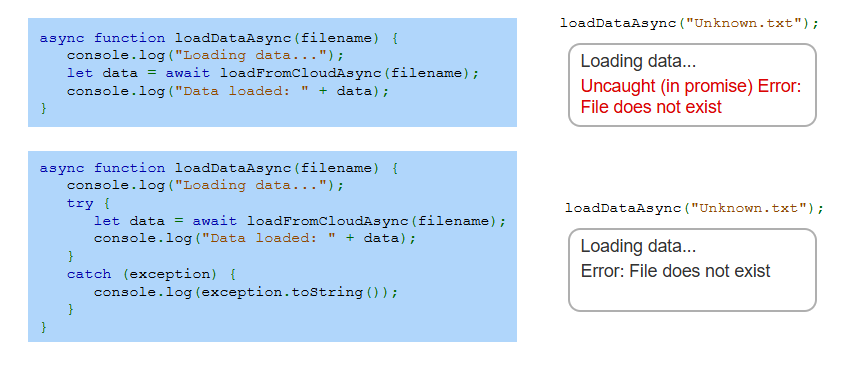 async function loadDataAsync(filename) {
   console.log("Loading data...");
   let data = await loadFromCloudAsync(filename);
   console.log("Data loaded: " + data);
}
loadDataAsync("Unknown.txt");
Loading data...
Uncaught (in promise) Error:
File does not exist
async function loadDataAsync(filename) {
   console.log("Loading data...");
   try {
      let data = await loadFromCloudAsync(filename);
      console.log("Data loaded: " + data);
   }
   catch (exception) {
      console.log(exception.toString());
   }
}
loadDataAsync("Unknown.txt");
Loading data...
Error: File does not exist